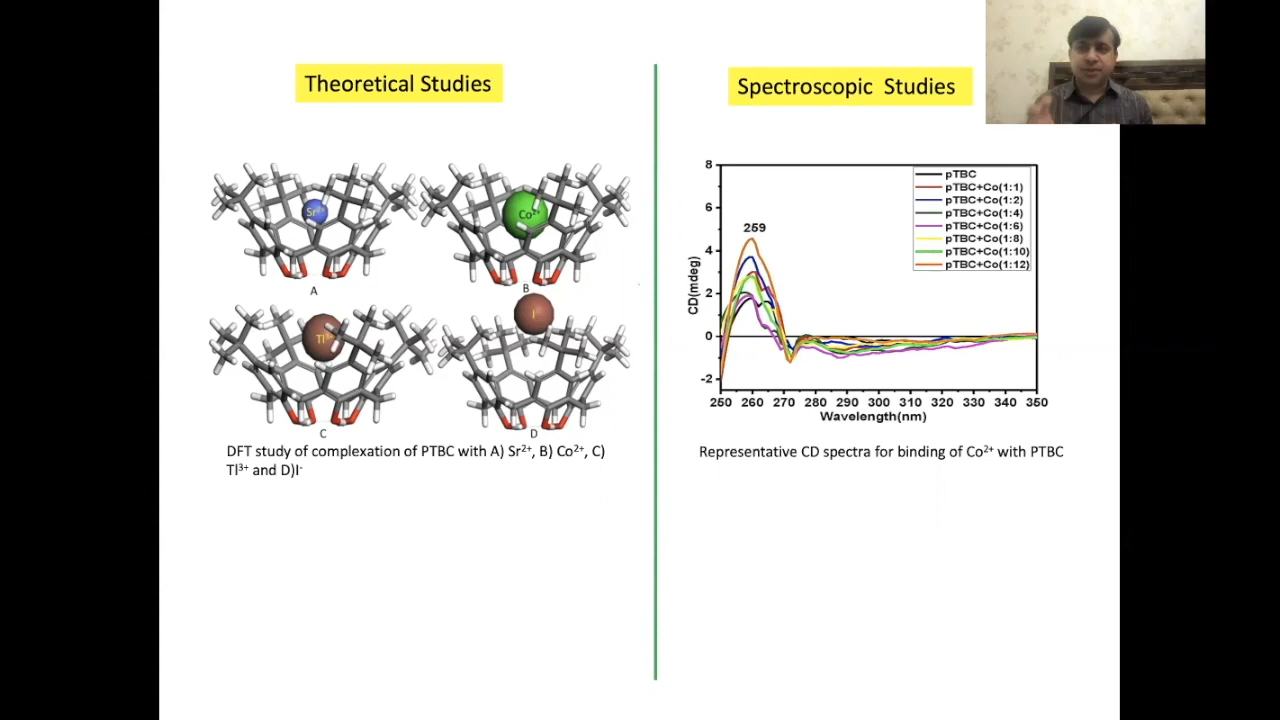 Theoretical Studies
Sr²⁺
Co²⁺
A
B
Tl³⁺
I⁻
C
D
DFT study of complexation of PTBC with A) Sr²⁺, B) Co²⁺, C)
Tl³⁺ and D)I⁻
Spectroscopic Studies
8
6
4
2
0
-2
CD(mdeg)
259
pTBC
pTBC+Co(1:1)
pTBC+Co(1:2)
pTBC+Co(1:4)
pTBC+Co(1:6)
pTBC+Co(1:8)
pTBC+Co(1:10)
pTBC+Co(1:12)
250 260 270 280 290 300 310 320 330 340 350
Wavelength(nm)
Representative CD spectra for binding of Co²⁺ with PTBC